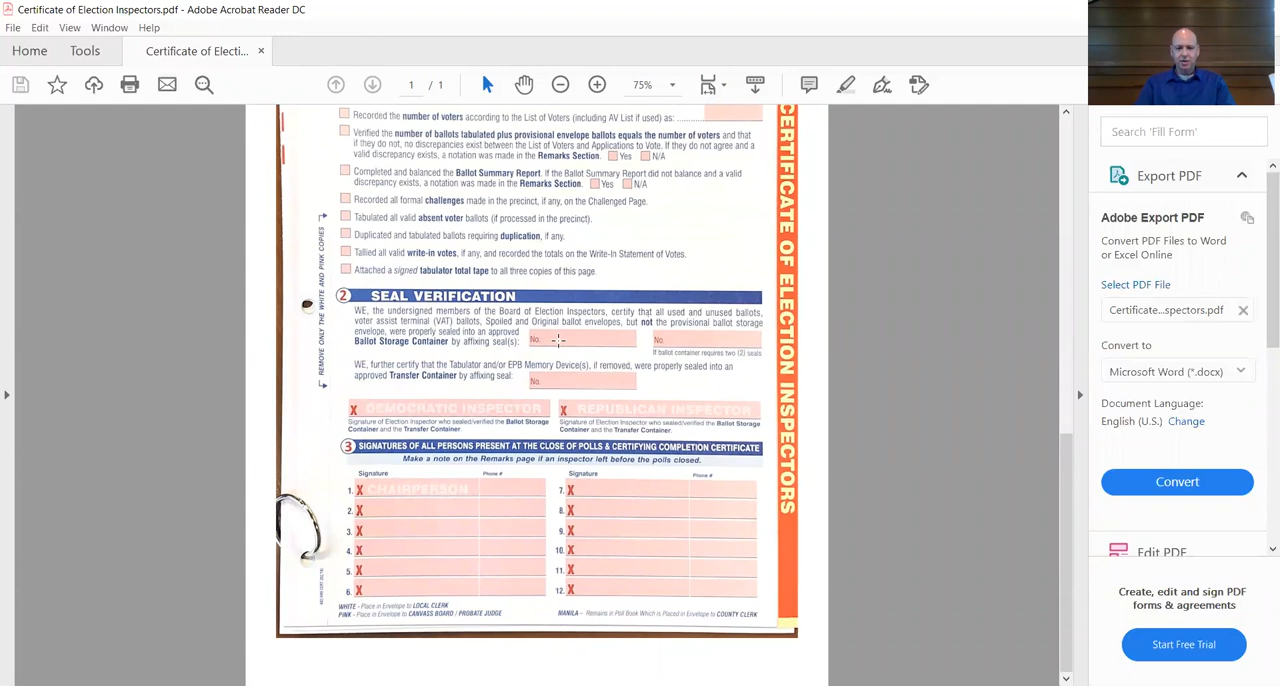 Certificate of Election Inspectors.pdf - Adobe Acrobat Reader DC
File Edit View Window Help
Home Tools Certificate of Electi... ×
1 / 1 75%
Recorded the number of voters according to the List of Voters (including AV List if used) as:
Verified the number of ballots tabulated plus provisional envelope ballots equals the number of voters and that
if they do not, no discrepancies exist between the List of Voters and Applications to Vote. If they do not agree and a
valid discrepancy exists, a notation was made in the Remarks Section. Yes N/A
Completed and balanced the Ballot Summary Report. If the Ballot Summary Report did not balance and a valid
discrepancy exists, a notation was made in the Remarks Section. Yes N/A
Recorded all formal challenges made in the precinct, if any, on the Challenged Page.
Tabulated all valid absent voter ballots (if processed in the precinct).
Duplicated and tabulated ballots requiring duplication, if any.
Tallied all valid write-in votes, if any, and recorded the totals on the Write-In Statement of Votes.
Attached a signed tabulator total tape to all three copies of this page.
REMOVE ONLY THE WHITE AND PINK COPIES
2 SEAL VERIFICATION
WE, the undersigned members of the Board of Election Inspectors, certify that all used and unused ballots,
voter assist terminal (VAT) ballots, Spoiled and Original ballot envelopes, but not the provisional ballot storage
envelope, were properly sealed into an approved
Ballot Storage Container by affixing seal(s): No. No.
If ballot container requires two (2) seals
WE, further certify that the Tabulator and/or EPB Memory Device(s), if removed, were properly sealed into an
approved Transfer Container by affixing seal: No.
X DEMOCRATIC INSPECTOR X REPUBLICAN INSPECTOR
Signature of Election Inspector who sealed/verified the Ballot Storage
Container and the Transfer Container.
Signature of Election Inspector who sealed/verified the Ballot Storage
Container and the Transfer Container.
3 SIGNATURES OF ALL PERSONS PRESENT AT THE CLOSE OF POLLS & CERTIFYING COMPLETION CERTIFICATE
Make a note on the Remarks page if an inspector left before the polls closed.
Signature Phone # Signature Phone #
1. X CHAIRPERSON 7. X
2. X 8. X
3. X 9. X
4. X 10. X
5. X 11. X
6. X 12. X
WHITE - Place in Envelope to LOCAL CLERK
PINK - Place in Envelope to CANVASS BOARD / PROBATE JUDGE
MANILA - Remains in Poll Book Which is Placed in Envelope to COUNTY CLERK
CERTIFICATE OF ELECTION INSPECTORS
Search 'Fill Form'
Export PDF
Adobe Export PDF
Convert PDF Files to Word
or Excel Online
Select PDF File
Certificate...spectors.pdf
Convert to
Microsoft Word (*.docx)
Document Language:
English (U.S.) Change
Convert
Edit PDF
Create, edit and sign PDF
forms & agreements
Start Free Trial